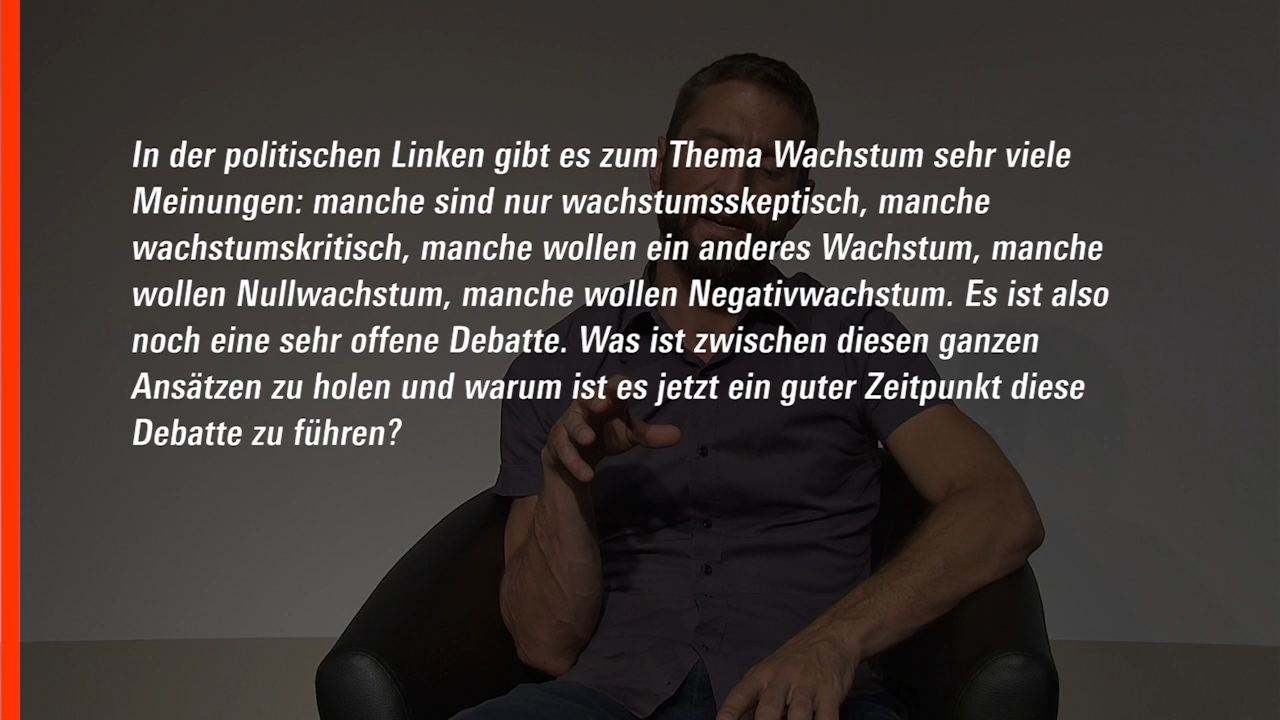 In der politischen Linken gibt es zum Thema Wachstum sehr viele
Meinungen: manche sind nur wachstumsskeptisch, manche
wachstumskritisch, manche wollen ein anderes Wachstum, manche
wollen Nullwachstum, manche wollen Negativwachstum. Es ist also
noch eine sehr offene Debatte. Was ist zwischen diesen ganzen
Ansätzen zu holen und warum ist es jetzt ein guter Zeitpunkt diese
Debatte zu führen?